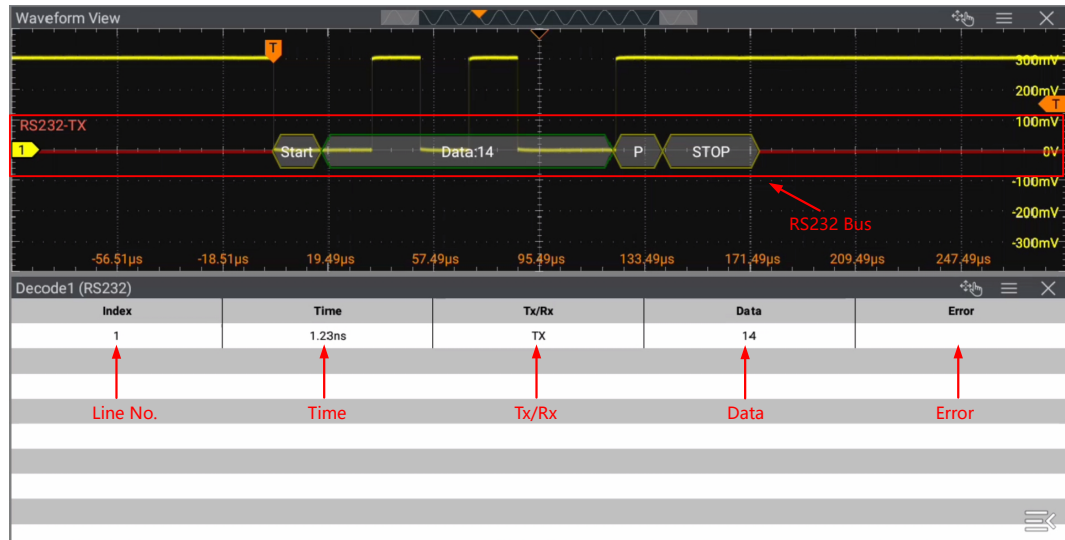 Waveform View
T
300mV
200mV
T
RS232-TX
100mV
1
Start
Data:14
P
STOP
0V
-100mV
RS232 Bus
-200mV
-300mV
-56.51µs -18.51µs 19.49µs 57.49µs 95.49µs 133.49µs 171.49µs 209.49µs 247.49µs
Decode1 (RS232)
Index Time Tx/Rx Data Error
1 1.23ns TX 14
Line No. Time Tx/Rx Data Error